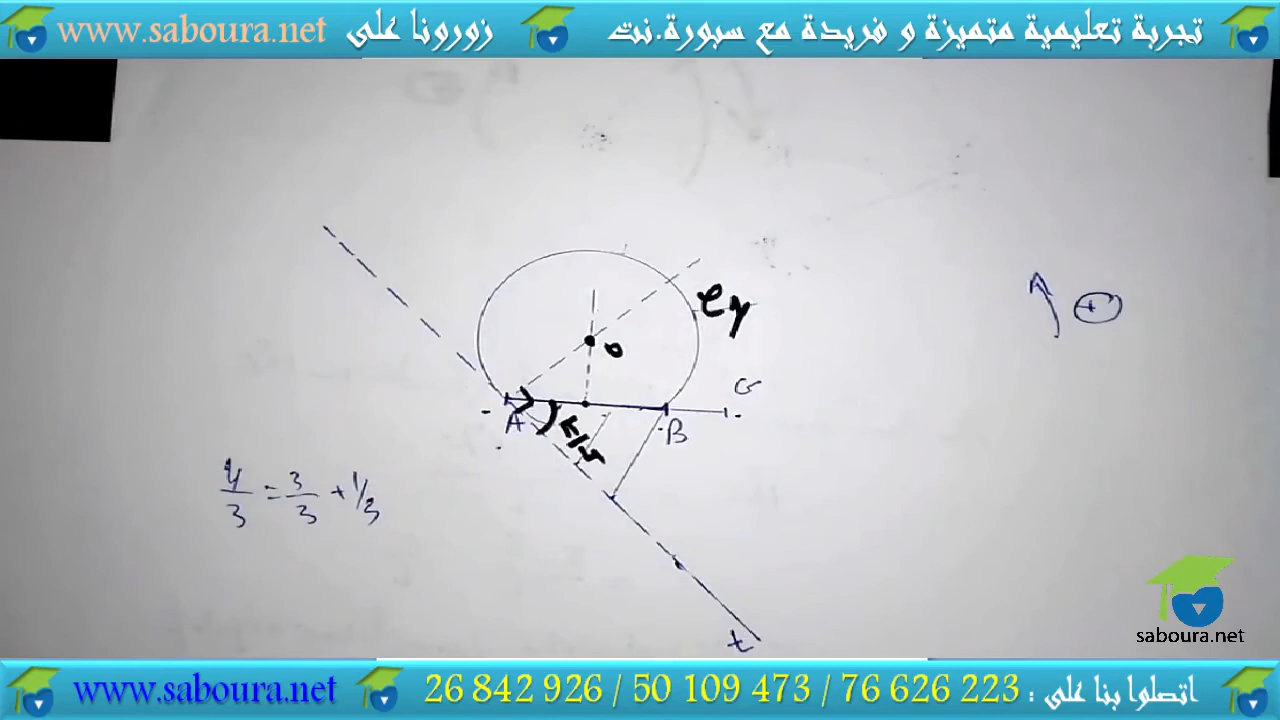 www.saboura.net زورونا على تجربة تعليمية متميزة و فريدة مع سبورة.نت
+
O
A
B
4/3 = 3/3 + 1/3
t
saboura.net
www.saboura.net 26 842 926 / 50 109 473 / 76 626 223 : اتصلوا بنا على